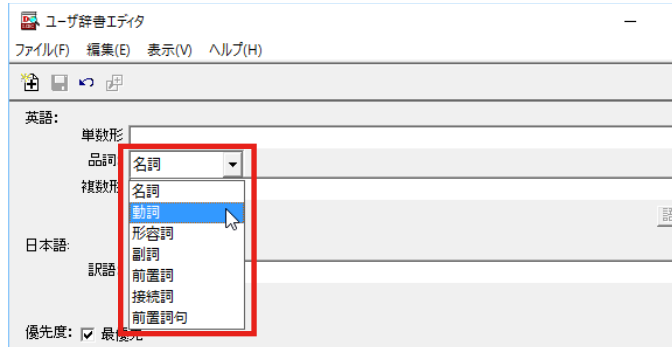 ユーザ辞書エディタ
ファイル(F) 編集(E) 表示(V) ヘルプ(H)
英語:
単数形
品詞 名詞
複数形
名詞
動詞
形容詞
副詞
前置詞
接続詞
前置詞句
日本語:
訳語
優先度: 最優先